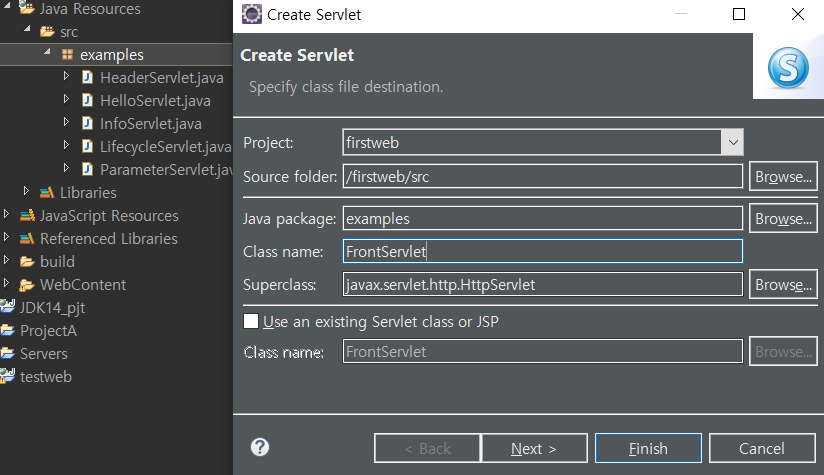 Java Resources
src
examples
HeaderServlet.java
HelloServlet.java
InfoServlet.java
LifecycleServlet.java
ParameterServlet.jav
Libraries
JavaScript Resources
Referenced Libraries
build
WebContent
JDK14_pjt
ProjectA
Servers
testweb
Create Servlet
Create Servlet
Specify class file destination.
S
Project: firstweb
Source folder: /firstweb/src Browse...
Java package: examples Browse...
Class name: FrontServlet
Superclass: javax.servlet.http.HttpServlet Browse...
Use an existing Servlet class or JSP
Class name: FrontServlet Browse...
? < Back Next > Finish Cancel